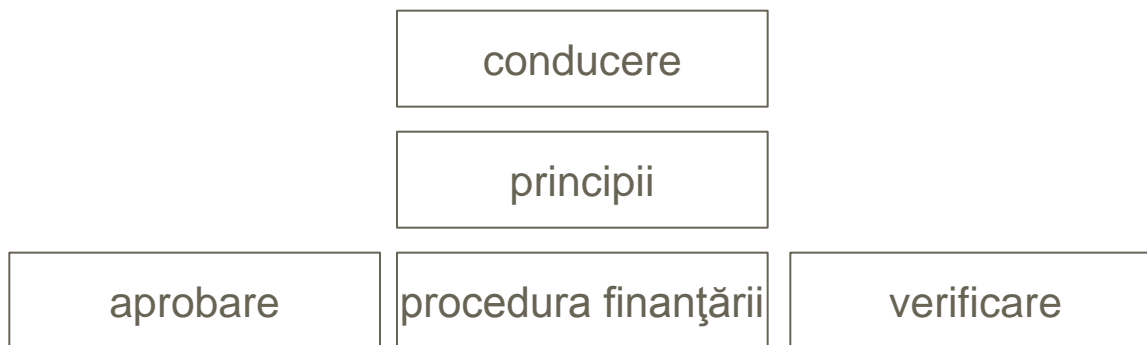 conducere
principii
aprobare
procedura finanţării
verificare